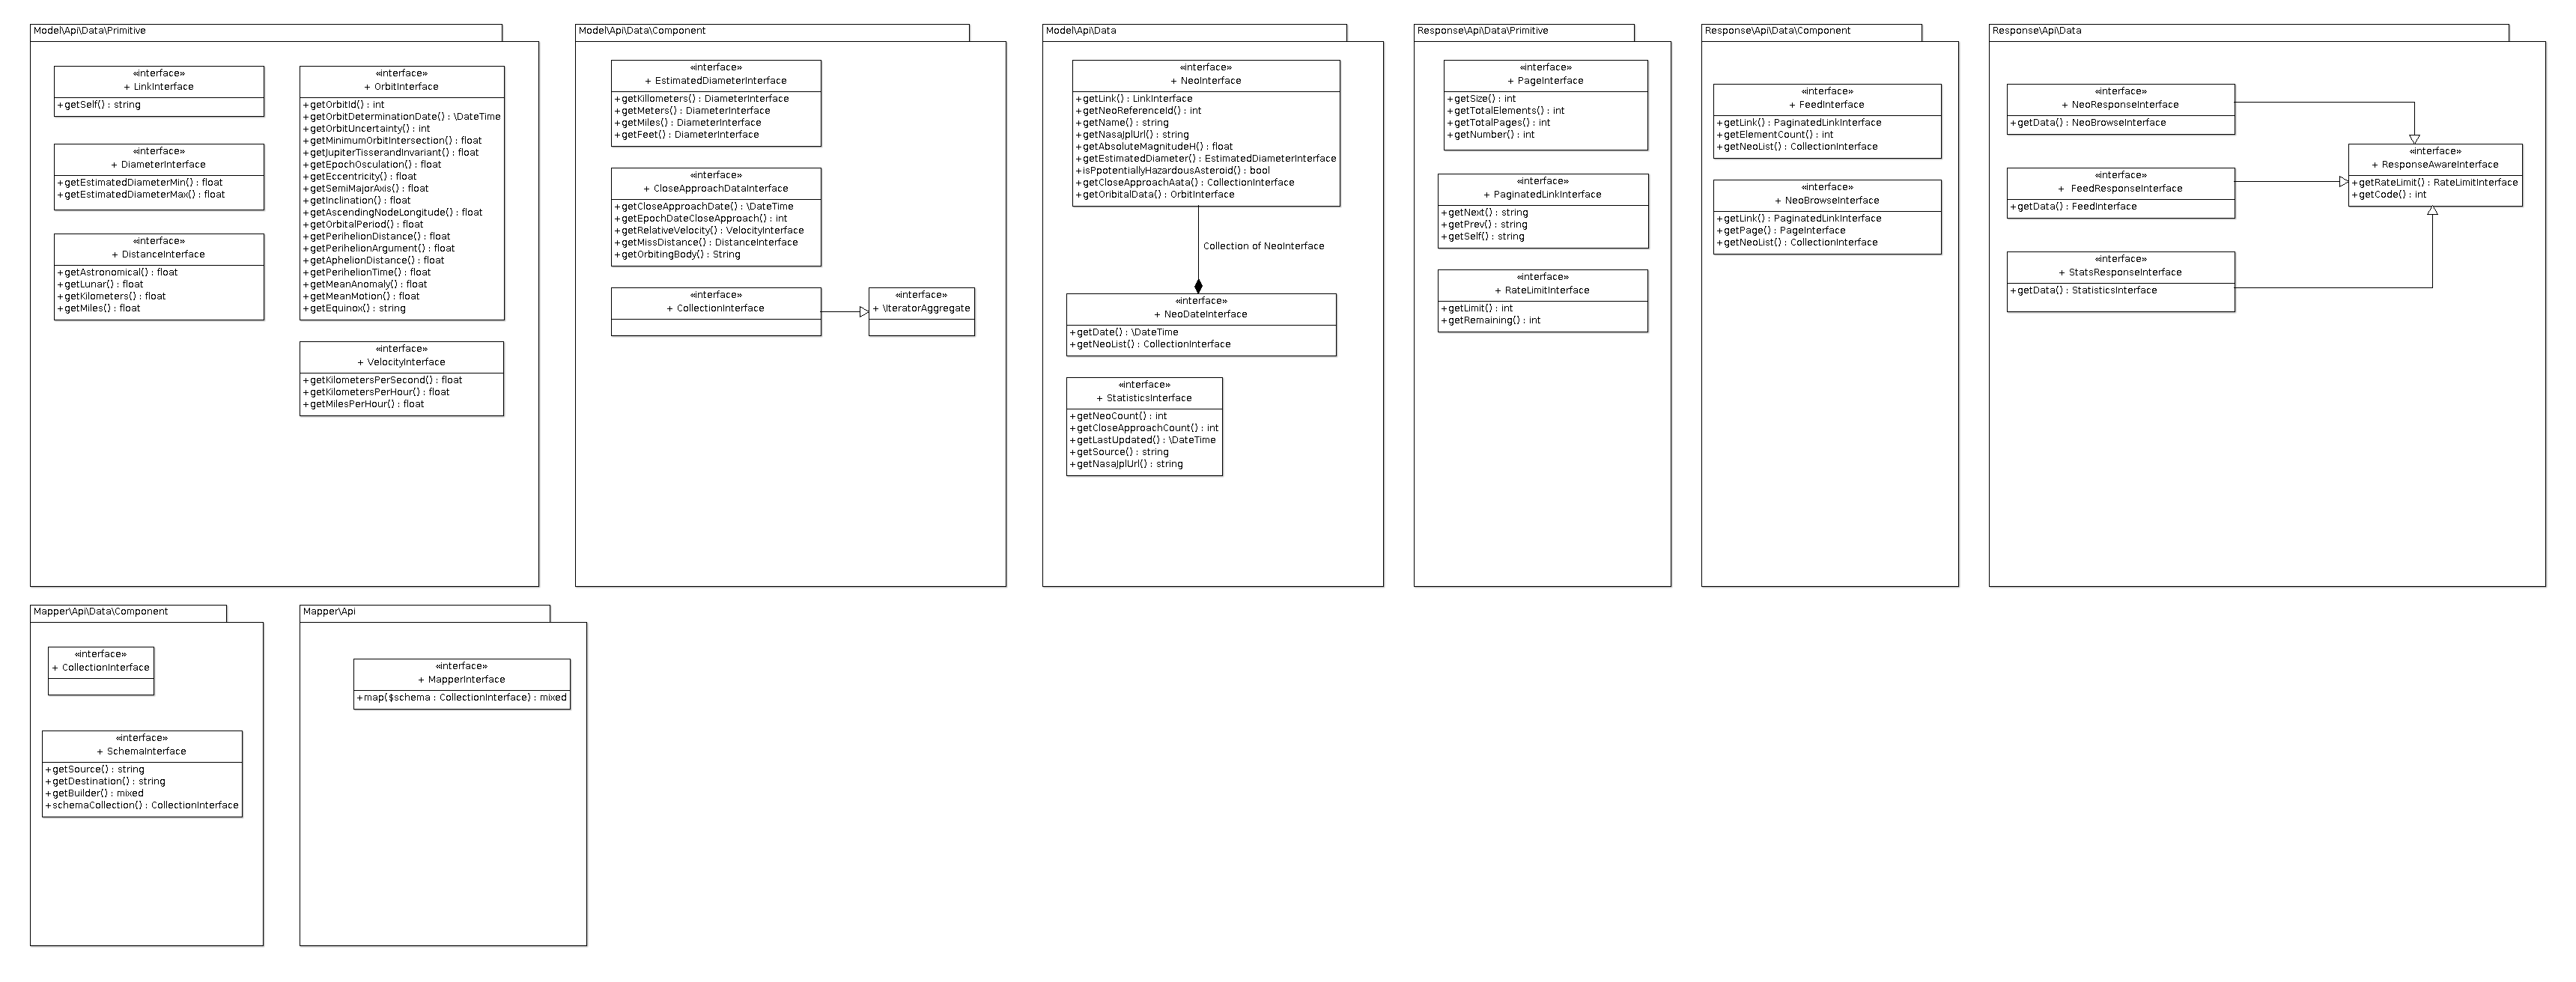 Model\Api\Data\Primitive
«interface»
+ LinkInterface
+getSelf() : string
«interface»
+ DiameterInterface
+getEstimatedDiameterMin() : float
+getEstimatedDiameterMax() : float
«interface»
+ DistanceInterface
+getAstronomical() : float
+getLunar() : float
+getKilometers() : float
+getMiles() : float
«interface»
+ OrbitInterface
+getOrbitId() : int
+getOrbitDeterminationDate() : \DateTime
+getOrbitUncertainty() : int
+getMinimumOrbitIntersection() : float
+getJupiterTisserandInvariant() : float
+getEpochOsculation() : float
+getEccentricity() : float
+getSemiMajorAxis() : float
+getInclination() : float
+getAscendingNodeLongitude() : float
+getOrbitalPeriod() : float
+getPerihelionDistance() : float
+getPerihelionArgument() : float
+getAphelionDistance() : float
+getPerihelionTime() : float
+getMeanAnomaly() : float
+getMeanMotion() : float
+getEquinox() : string
«interface»
+ VelocityInterface
+getKilometersPerSecond() : float
+getKilometersPerHour() : float
+getMilesPerHour() : float
Model\Api\Data\Component
«interface»
+ EstimatedDiameterInterface
+getKillometers() : DiameterInterface
+getMeters() : DiameterInterface
+getMiles() : DiameterInterface
+getFeet() : DiameterInterface
«interface»
+ CloseApproachDataInterface
+getCloseApproachDate() : \DateTime
+getEpochDateCloseApproach() : int
+getRelativeVelocity() : VelocityInterface
+getMissDistance() : DistanceInterface
+getOrbitingBody() : String
«interface»
+ CollectionInterface
«interface»
+ \IteratorAggregate
Model\Api\Data
«interface»
+ NeoInterface
+getLink() : LinkInterface
+getNeoReferenceId() : int
+getName() : string
+getNasaJplUrl() : string
+getAbsoluteMagnitudeH() : float
+getEstimatedDiameter() : EstimatedDiameterInterface
+isPpotentiallyHazardousAsteroid() : bool
+getCloseApproachAata() : CollectionInterface
+getOribitalData() : OrbitInterface
Collection of NeoInterface
«interface»
+ NeoDateInterface
+getDate() : \DateTime
+getNeoList() : CollectionInterface
«interface»
+ StatisticsInterface
+getNeoCount() : int
+getCloseApproachCount() : int
+getLastUpdated() : \DateTime
+getSource() : string
+getNasaJplUrl() : string
Response\Api\Data\Primitive
«interface»
+ PageInterface
+getSize() : int
+getTotalElements() : int
+getTotalPages() : int
+getNumber() : int
«interface»
+ PaginatedLinkInterface
+getNext() : string
+getPrev() : string
+getSelf() : string
«interface»
+ RateLimitInterface
+getLimit() : int
+getRemaining() : int
Response\Api\Data\Component
«interface»
+ FeedInterface
+getLink() : PaginatedLinkInterface
+getElementCount() : int
+getNeoList() : CollectionInterface
«interface»
+ NeoBrowseInterface
+getLink() : PaginatedLinkInterface
+getPage() : PageInterface
+getNeoList() : CollectionInterface
Response\Api\Data
«interface»
+ NeoResponseInterface
+getData() : NeoBrowseInterface
«interface»
+ FeedResponseInterface
+getData() : FeedInterface
«interface»
+ StatsResponseInterface
+getData() : StatisticsInterface
«interface»
+ ResponseAwareInterface
+getRateLimit() : RateLimitInterface
+getCode() : int
Mapper\Api\Data\Component
«interface»
+ CollectionInterface
«interface»
+ SchemaInterface
+getSource() : string
+getDestination() : string
+getBuilder() : mixed
+schemaCollection() : CollectionInterface
Mapper\Api
«interface»
+ MapperInterface
+map($schema : CollectionInterface) : mixed